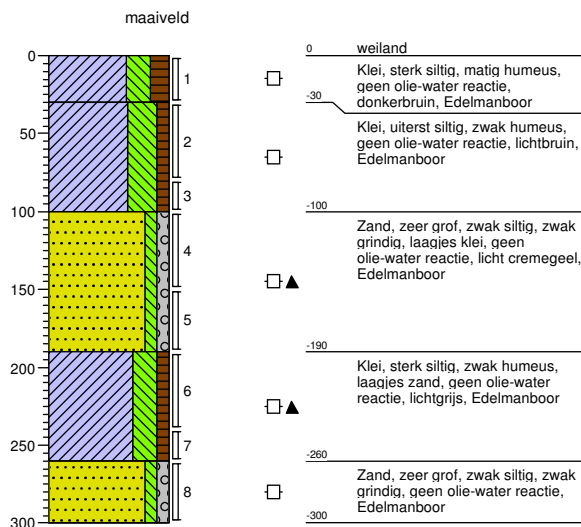 maaiveld
0
50
100
150
200
250
300
1
2
3
4
5
6
7
8
0
weiland
Klei, sterk siltig, matig humeus,
geen olie-water reactie,
donkerbruin, Edelmanboor
-30
Klei, uiterst siltig, zwak humeus,
geen olie-water reactie, lichtbruin,
Edelmanboor
-100
Zand, zeer grof, zwak siltig, zwak
grindig, laagjes klei, geen
olie-water reactie, licht cremegeel,
Edelmanboor
-190
Klei, sterk siltig, zwak humeus,
laagjes zand, geen olie-water
reactie, lichtgrijs, Edelmanboor
-260
Zand, zeer grof, zwak siltig, zwak
grindig, geen olie-water reactie,
Edelmanboor
-300